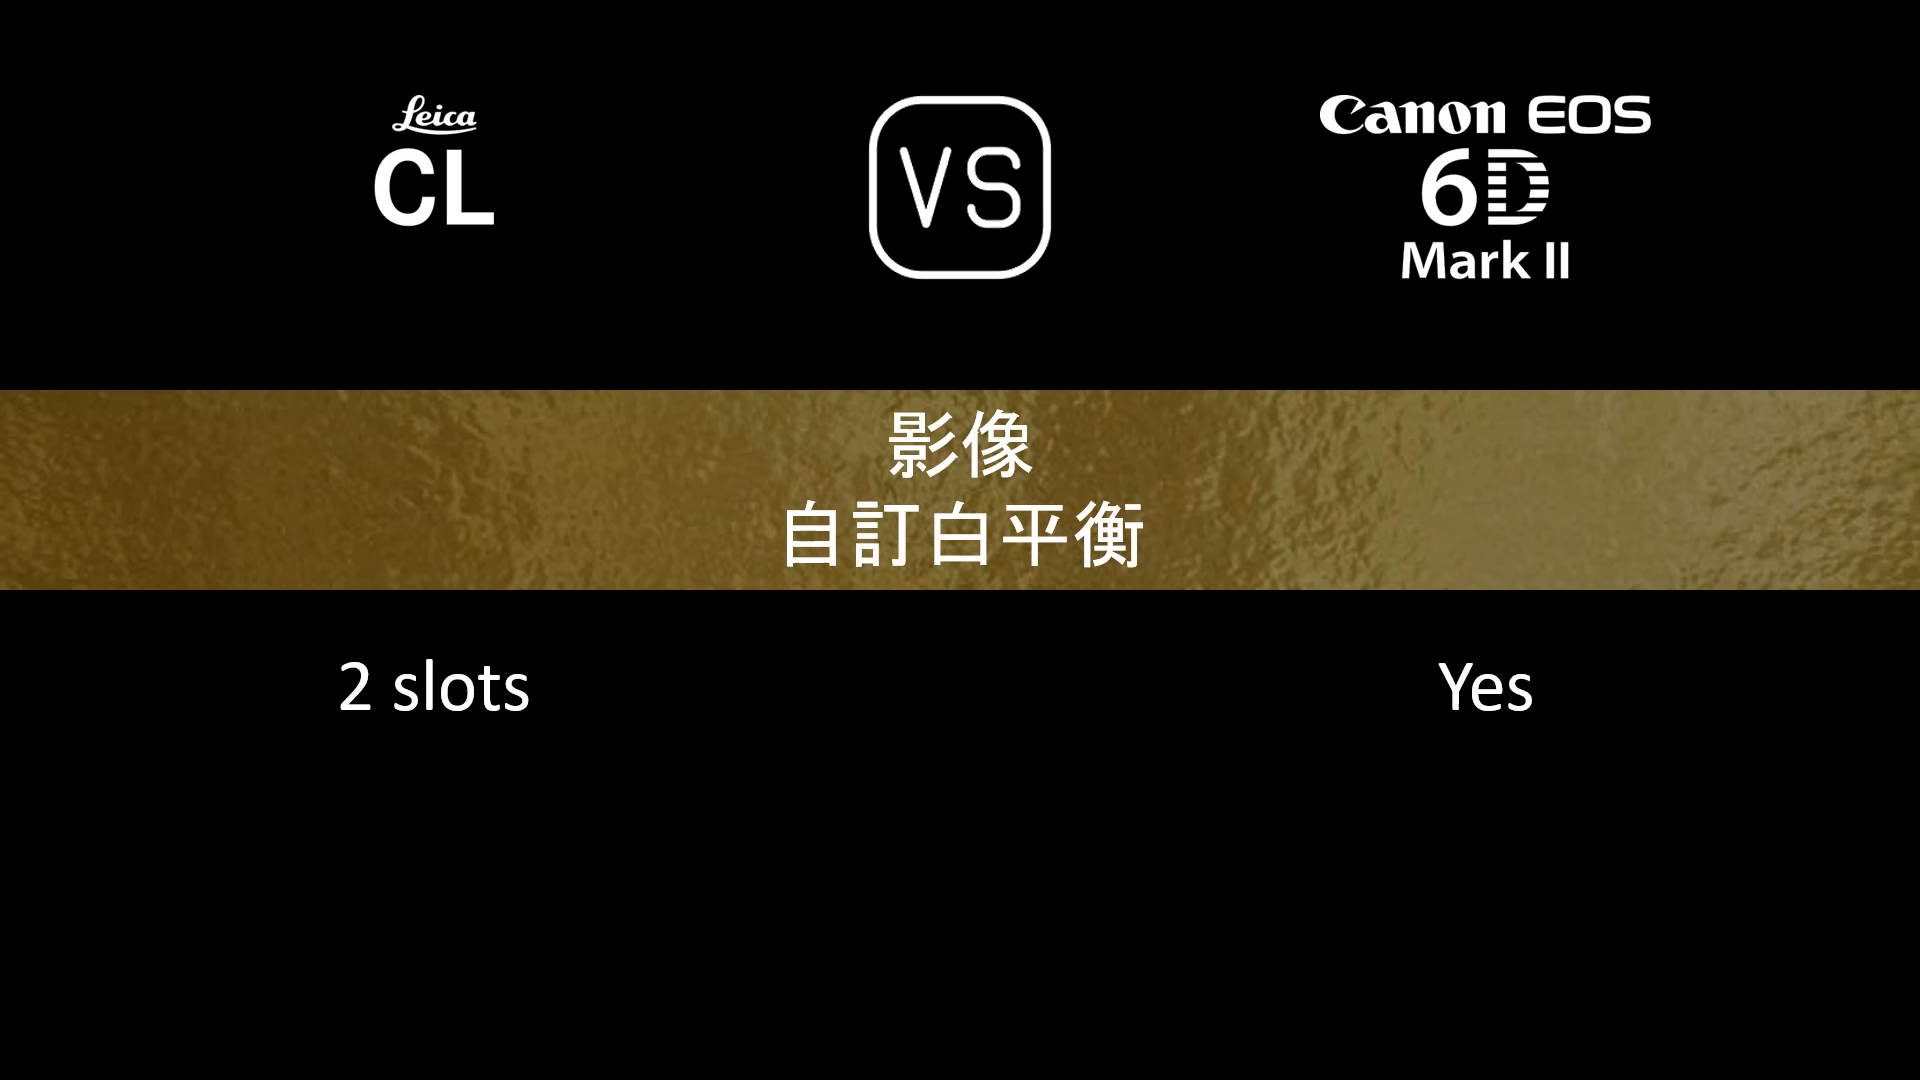 Leica
CL
VS
Canon EOS
6D
Mark II
影像
自訂白平衡
2 slots
Yes